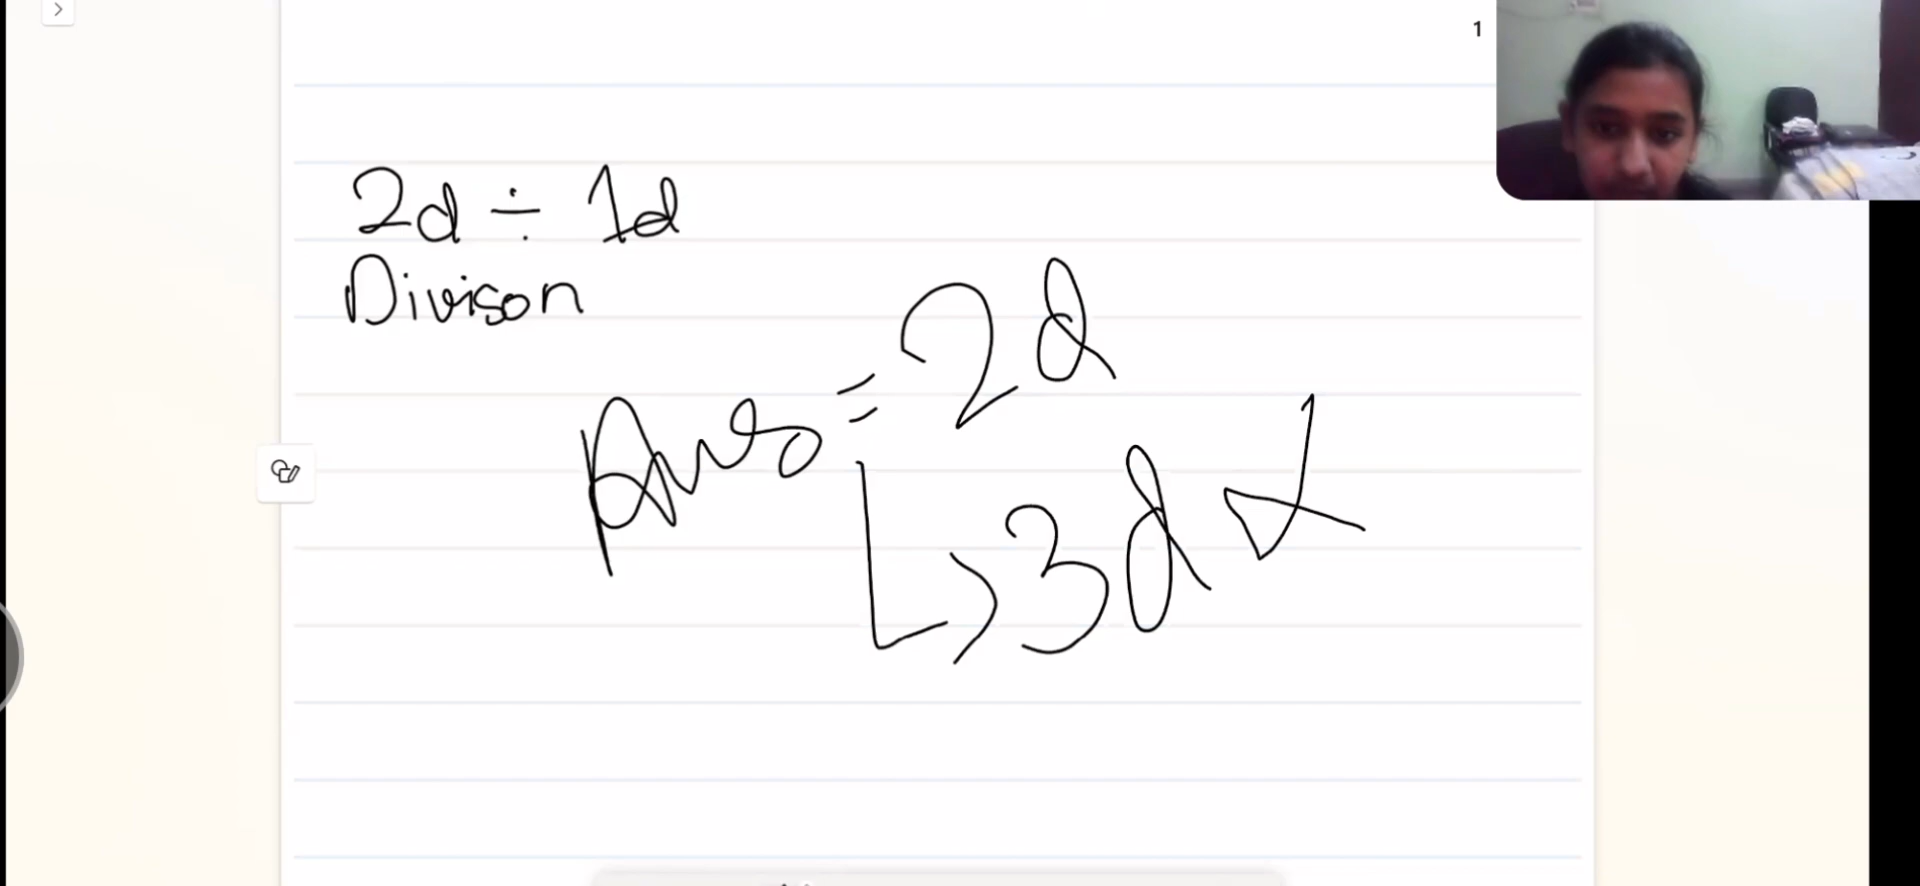 1
2d ÷ 1d
Divison
Ans = 2d
↳ 3d X